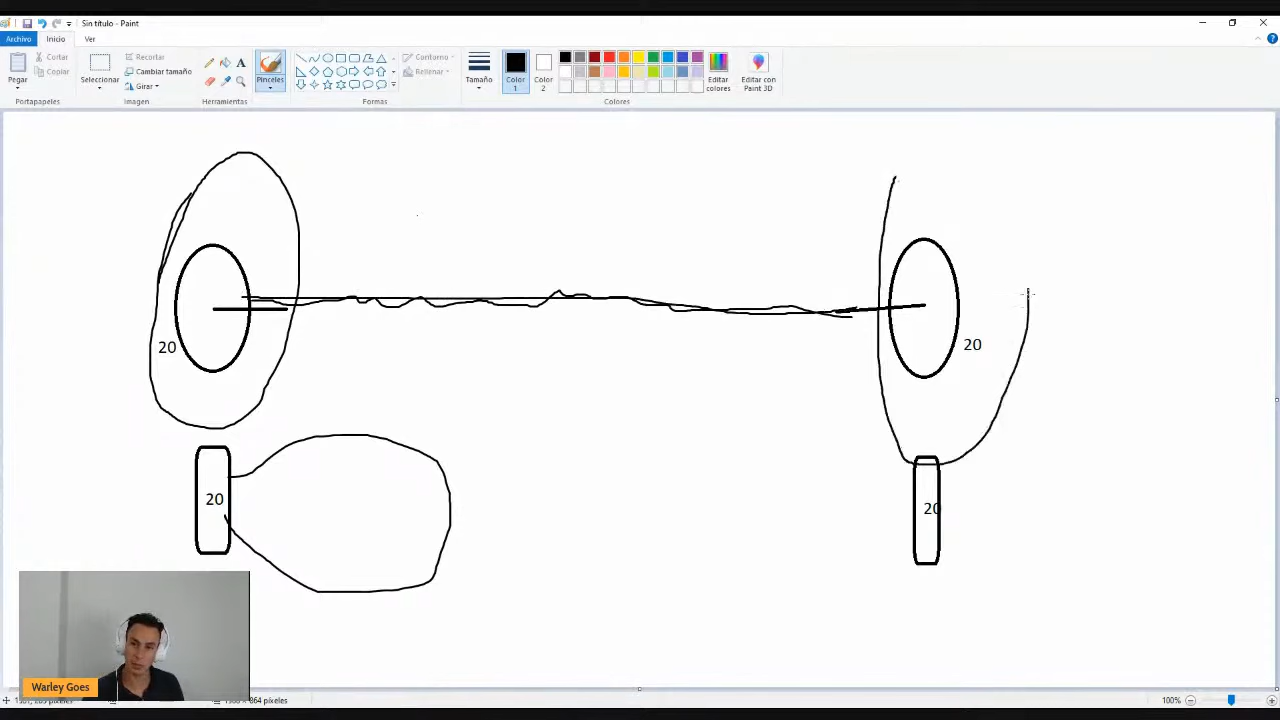 Sin título - Paint
Archivo Inicio Ver
Pegar
Cortar
Copiar
Portapapeles
Seleccionar
Recortar
Cambiar tamaño
Girar
Imagen
A
Herramientas
Pinceles
Contorno
Rellenar
Formas
Tamaño
Color
1
Color
2
Editar
colores
Editar con
Paint 3D
Colores
20
20
20
20
Warley Goes
100%